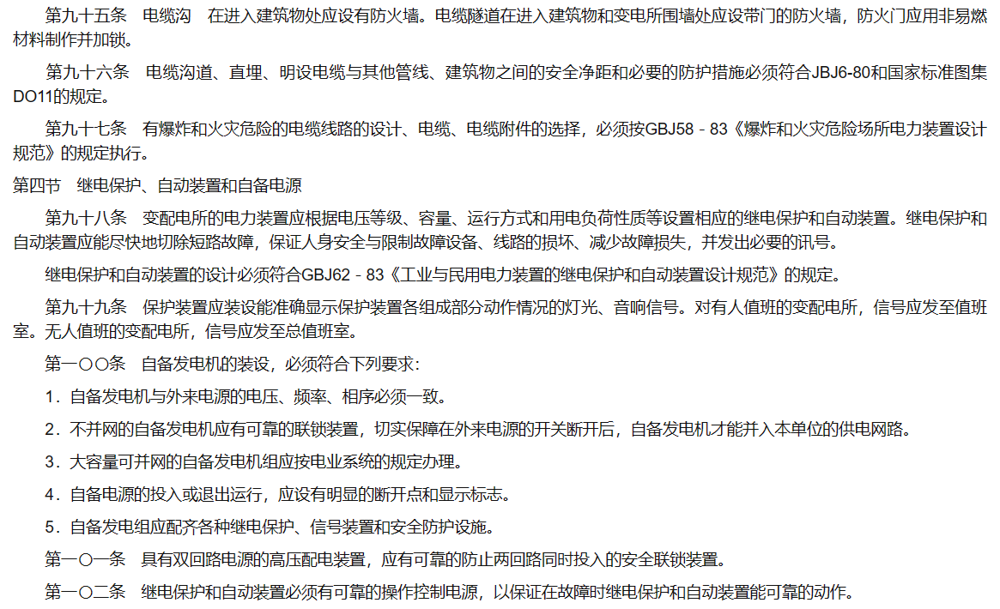 第九十五条　电缆沟　在进入建筑物处应设有防火墙。电缆隧道在进入建筑物和变电所围墙处应设带门的防火墙，防火门应用非易燃
材料制作并加锁。
第九十六条　电缆沟道、直埋、明设电缆与其他管线、建筑物之间的安全净距和必要的防护措施必须符合JBJ6-80和国家标准图集
DO11的规定。
第九十七条　有爆炸和火灾危险的电缆线路的设计、电缆、电缆附件的选择，必须按GBJ58－83《爆炸和火灾危险场所电力装置设计
规范》的规定执行。
第四节　继电保护、自动装置和自备电源
第九十八条　变配电所的电力装置应根据电压等级、容量、运行方式和用电负荷性质等设置相应的继电保护和自动装置。继电保护和
自动装置应能尽快地切除短路故障，保证人身安全与限制故障设备、线路的损坏、减少故障损失，并发出必要的讯号。
继电保护和自动装置的设计必须符合GBJ62－83《工业与民用电力装置的继电保护和自动装置设计规范》的规定。
第九十九条　保护装置应装设能准确显示保护装置各组成部分动作情况的灯光、音响信号。对有人值班的变配电所，信号应发至值班
室。无人值班的变配电所，信号应发至总值班室。
第一〇〇条　自备发电机的装设，必须符合下列要求：
1．自备发电机与外来电源的电压、频率、相序必须一致。
2．不并网的自备发电机应有可靠的联锁装置，切实保障在外来电源的开关断开后，自备发电机才能并入本单位的供电网路。
3．大容量可并网的自备发电机组应按电业系统的规定办理。
4．自备电源的投入或退出运行，应设有明显的断开点和显示标志。
5．自备发电组应配齐各种继电保护、信号装置和安全防护设施。
第一〇一条　具有双回路电源的高压配电装置，应有可靠的防止两回路同时投入的安全联锁装置。
第一〇二条　继电保护和自动装置必须有可靠的操作控制电源，以保证在故障时继电保护和自动装置能可靠的动作。